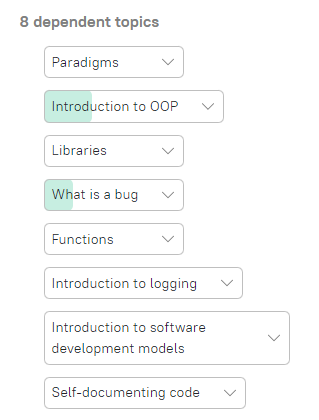 8 dependent topics
Paradigms
Introduction to OOP
Libraries
What is a bug
Functions
Introduction to logging
Introduction to software
development models
Self-documenting code